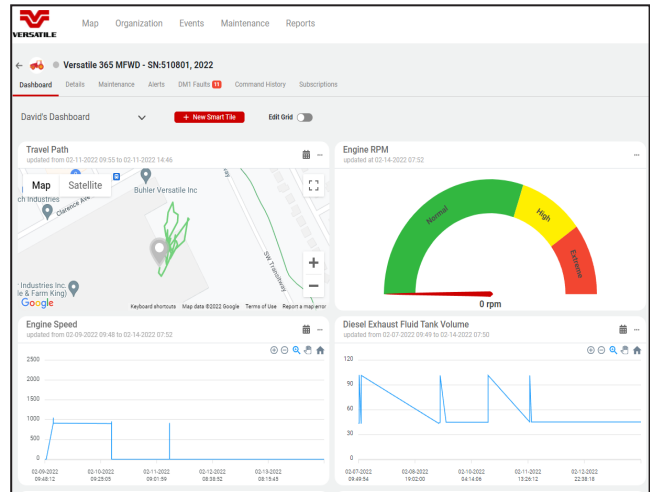 VERSATILE
Map Organization Events Maintenance Reports
Versatile 365 MFWD - SN:510801, 2022
Dashboard Details Maintenance Alerts DM1 Faults 11 Command History Subscriptions
David's Dashboard + New Smart Tile Edit Grid
Travel Path
updated from 02-11-2022 09:55 to 02-11-2022 14:46
Map Satellite
ch Industries
Clarence Ave
Buhler Versatile Inc
SW Transitway
Industries Inc.
le & Farm King)
Google
Keyboard shortcuts Map data ©2022 Google Terms of Use Report a map error
Engine RPM
updated at 02-14-2022 07:52
Normal
High
Extreme
0 rpm
Engine Speed
updated from 02-09-2022 09:48 to 02-14-2022 07:52
2500
2000
1500
1000
500
0
02-09-2022 02-10-2022 02-11-2022 02-12-2022 02-13-2022
09:48:12 09:25:05 09:01:59 08:38:52 08:15:45
Diesel Exhaust Fluid Tank Volume
updated from 02-07-2022 09:49 to 02-14-2022 07:50
120
90
60
30
0
02-07-2022 02-08-2022 02-10-2022 02-11-2022 02-12-2022
09:49:54 19:02:00 04:14:06 13:26:12 22:38:18